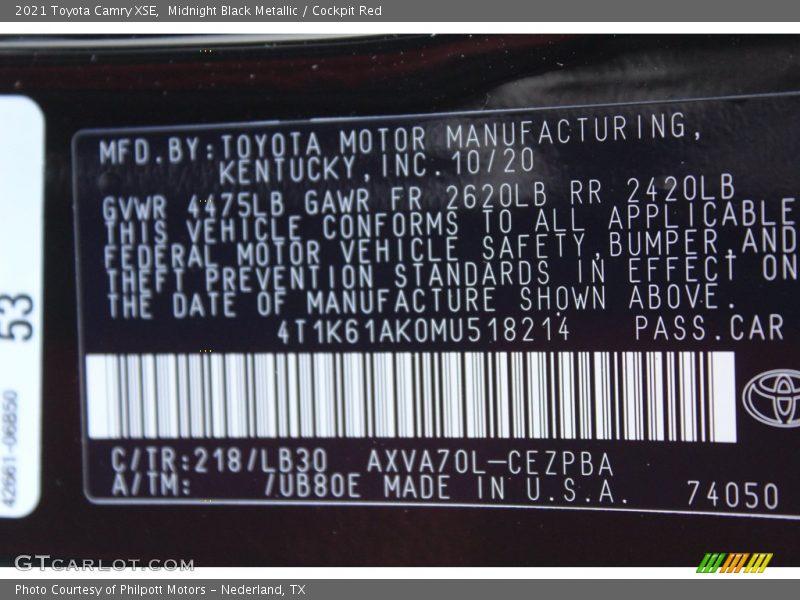 2021 Toyota Camry XSE, Midnight Black Metallic / Cockpit Red
MFD.BY:TOYOTA MOTOR MANUFACTURING,
KENTUCKY,INC.10/20
GVWR 4475LB GAWR FR 2620LB RR 2420LB
THIS VEHICLE CONFORMS TO ALL APPLICABLE
FEDERAL MOTOR VEHICLE SAFETY,BUMPER,AND
THEFT PREVENTION STANDARDS IN EFFECT ON
THE DATE OF MANUFACTURE SHOWN ABOVE.
4T1K61AK0MU518214 PASS.CAR
C/TR:218/LB30 AXVA70L-CEZPBA
A/TM: /UB80E MADE IN U.S.A. 74050
53
42661-06850
GTCARLOT.COM
Photo Courtesy of Philpott Motors - Nederland, TX